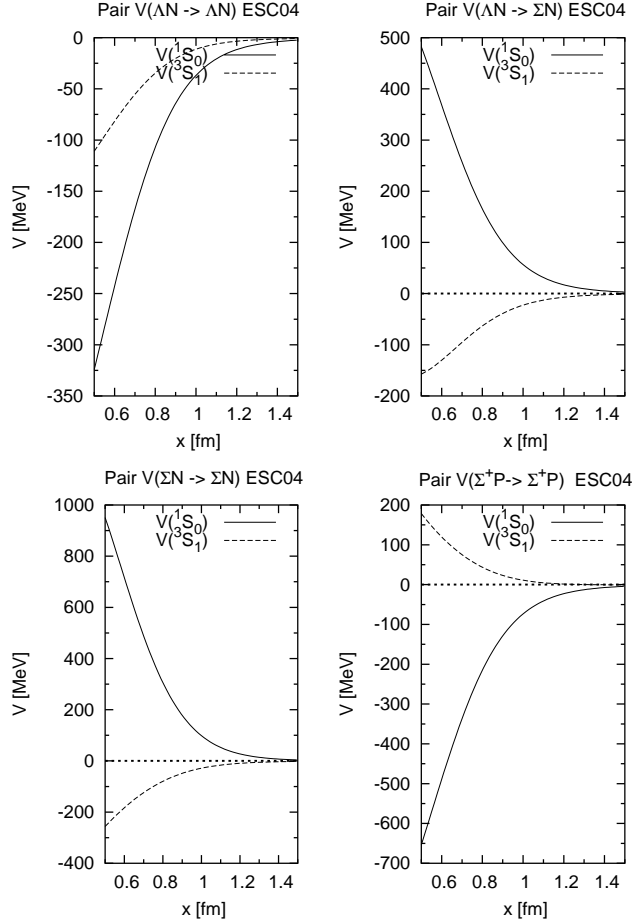 Pair V(ΛN -> ΛN) ESC04
V(¹S₀)
V(³S₁)
0
-50
-100
-150
-200
-250
-300
-350
V [MeV]
0.6 0.8 1 1.2 1.4
x [fm]
Pair V(ΛN -> ΣN) ESC04
V(¹S₀)
V(³S₁)
500
400
300
200
100
0
-100
-200
V [MeV]
0.6 0.8 1 1.2 1.4
x [fm]
Pair V(ΣN -> ΣN) ESC04
V(¹S₀)
V(³S₁)
1000
800
600
400
200
0
-200
-400
V [MeV]
0.6 0.8 1 1.2 1.4
x [fm]
Pair V(Σ⁺P-> Σ⁺P) ESC04
V(¹S₀)
V(³S₁)
200
100
0
-100
-200
-300
-400
-500
-600
-700
V [MeV]
0.6 0.8 1 1.2 1.4
x [fm]